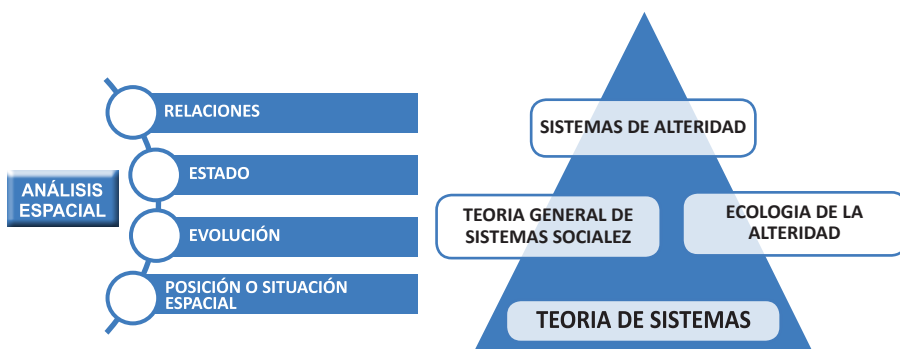 ANÁLISIS
ESPACIAL
RELACIONES
ESTADO
EVOLUCIÓN
POSICIÓN O SITUACIÓN
ESPACIAL
SISTEMAS DE ALTERIDAD
TEORIA GENERAL DE
SISTEMAS SOCIALEZ
ECOLOGIA DE LA
ALTERIDAD
TEORIA DE SISTEMAS